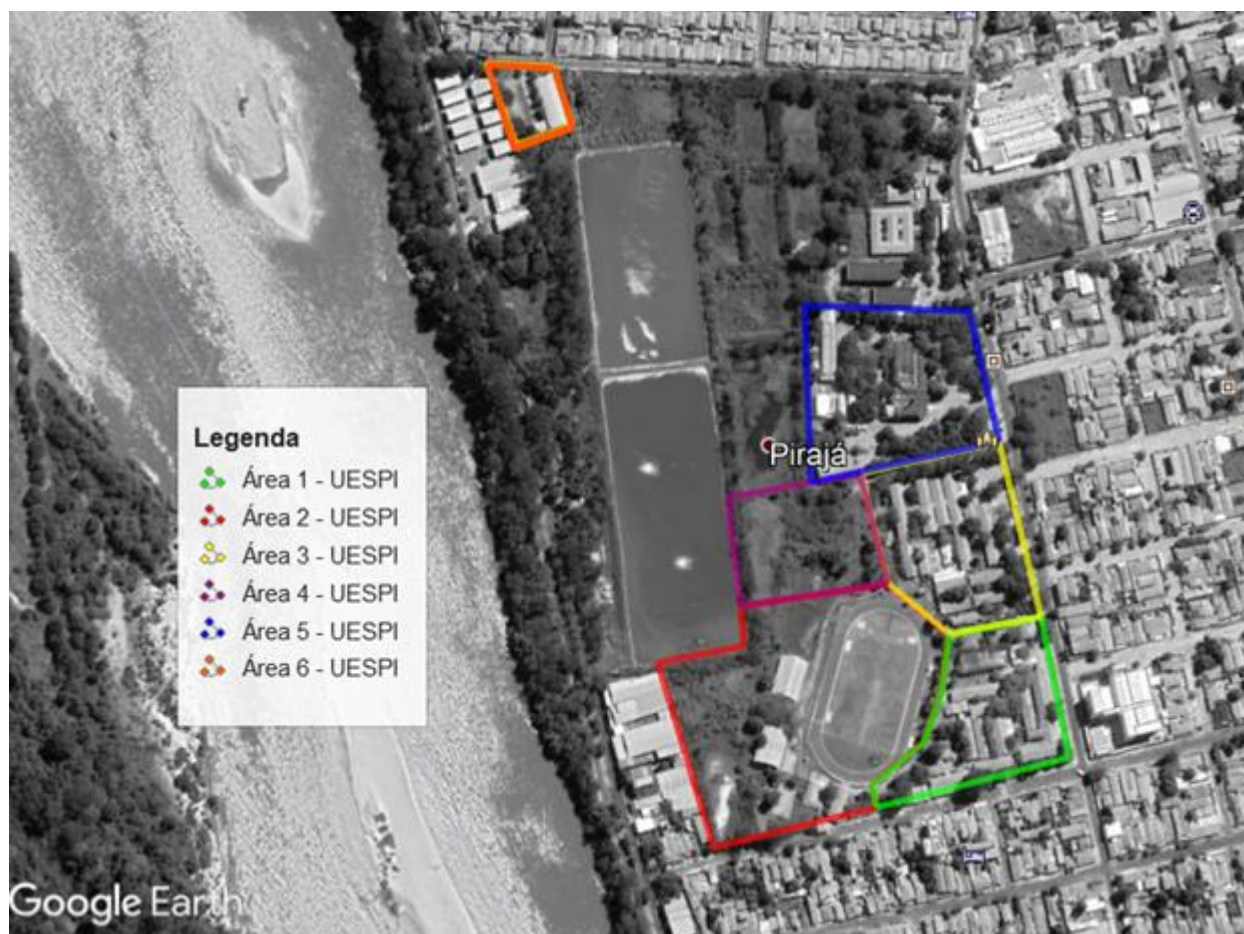 Legenda
Área 1 - UESPI
Área 2 - UESPI
Área 3 - UESPI
Área 4 - UESPI
Área 5 - UESPI
Área 6 - UESPI
Pirajá
Google Earth